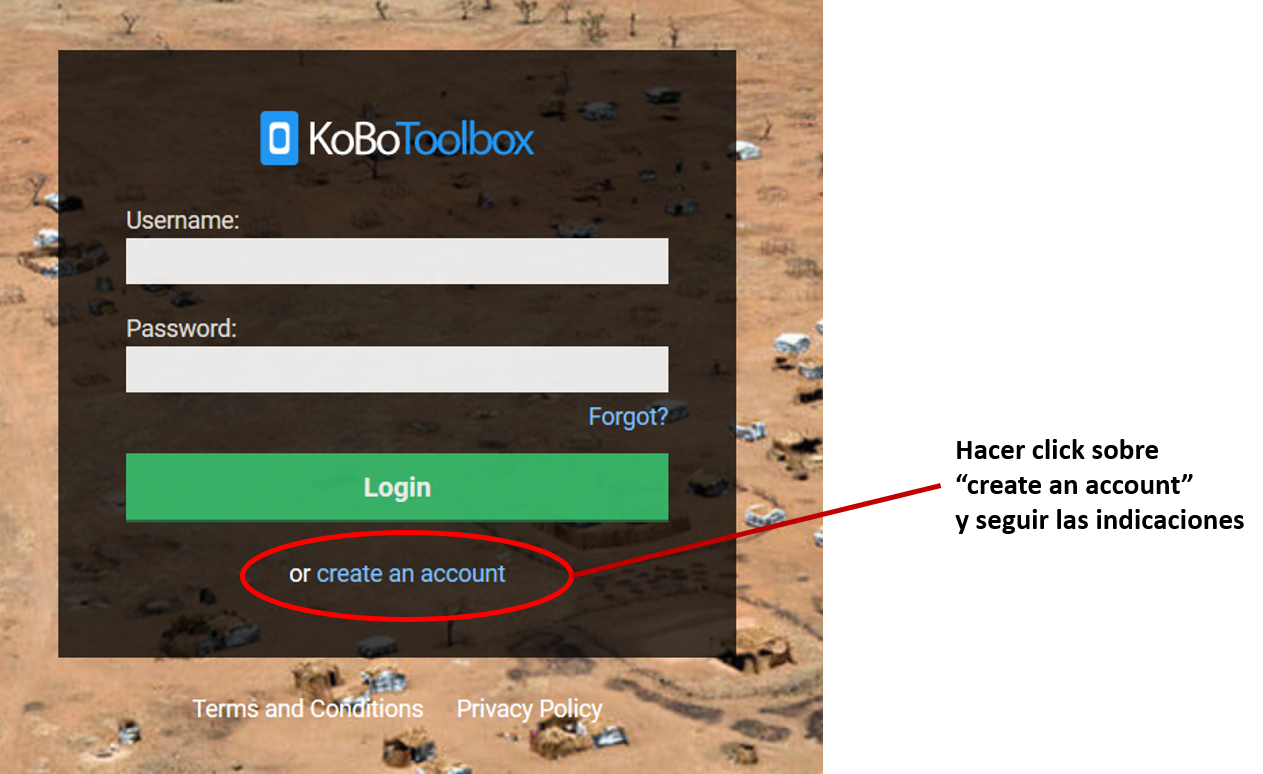 KoBoToolbox
Username:
Password:
Forgot?
Login
or create an account
Hacer click sobre
“create an account”
y seguir las indicaciones
Terms and Conditions Privacy Policy